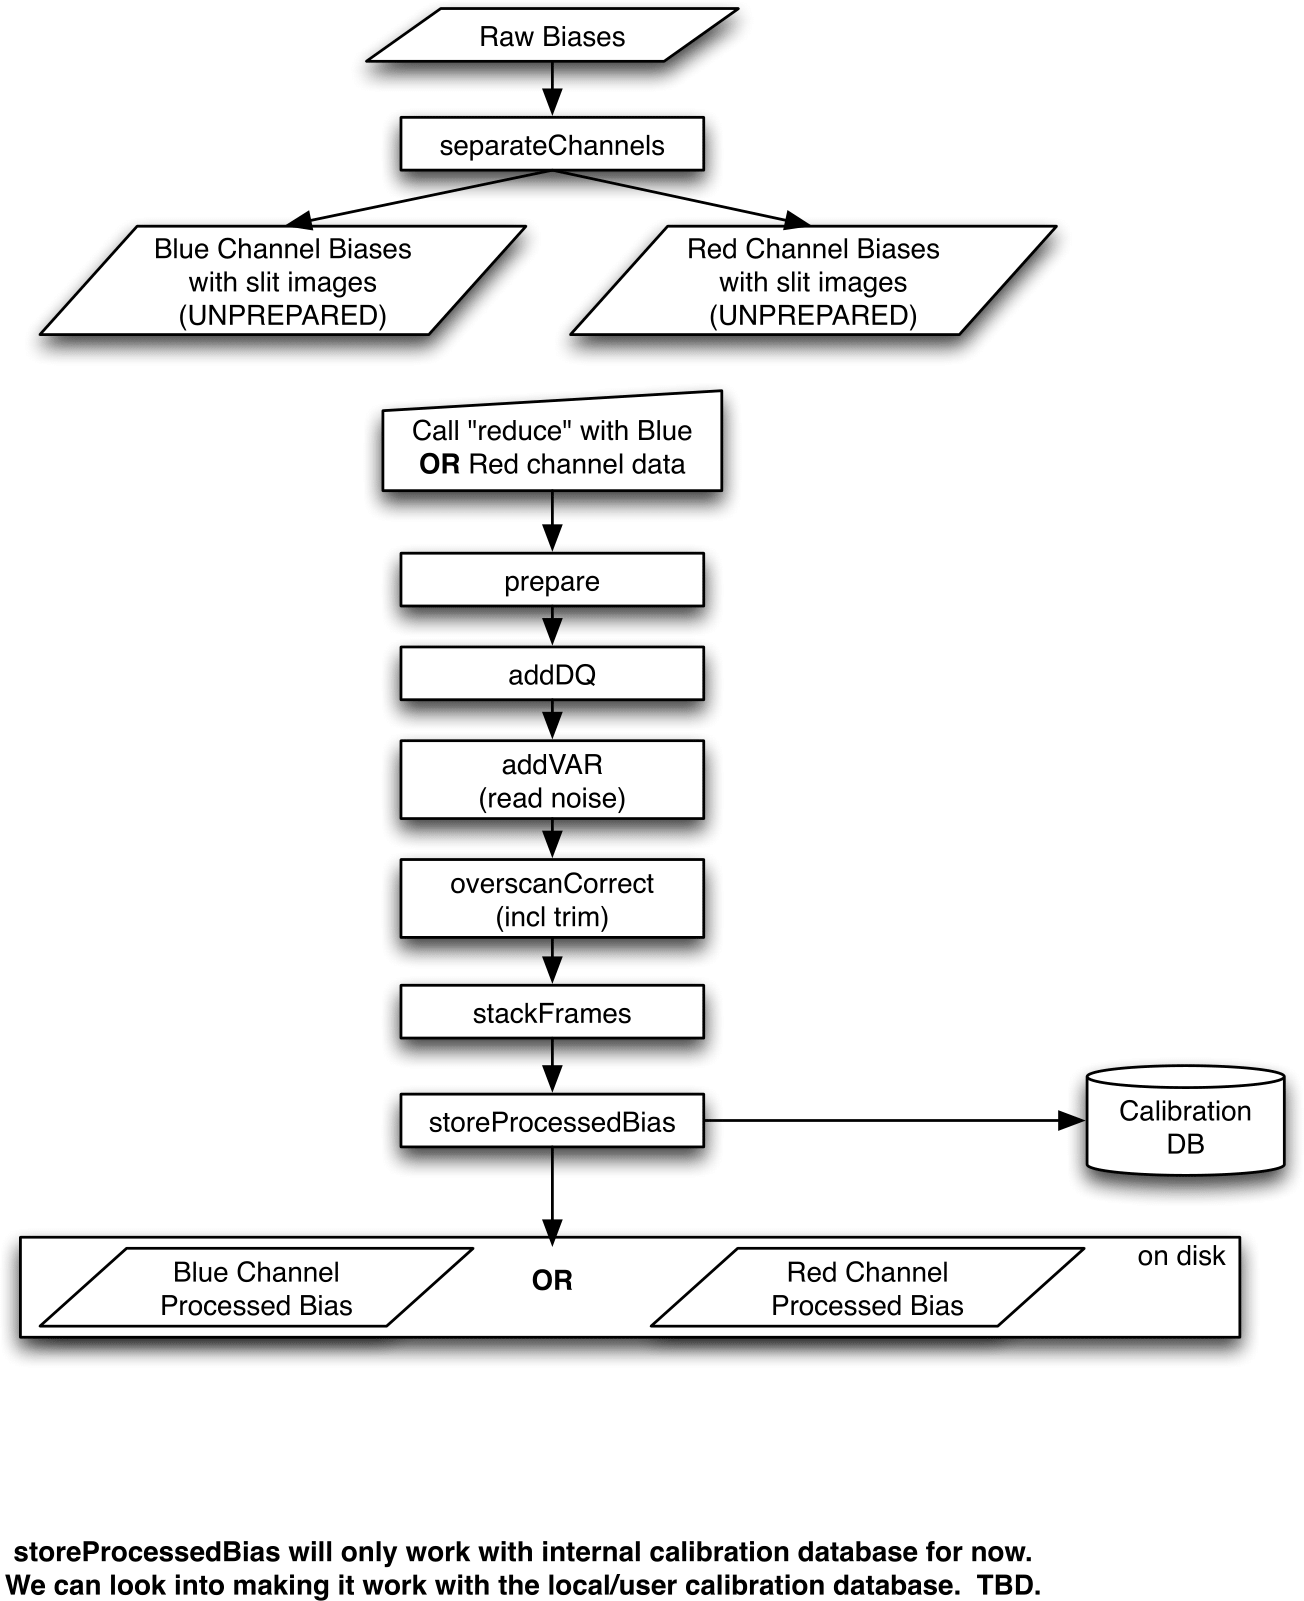 Raw Biases
separateChannels
Blue Channel Biases
with slit images
(UNPREPARED)
Red Channel Biases
with slit images
(UNPREPARED)
Call "reduce" with Blue
OR Red channel data
prepare
addDQ
addVAR
(read noise)
overscanCorrect
(incl trim)
stackFrames
storeProcessedBias
Calibration
DB
on disk
Blue Channel
Processed Bias
OR
Red Channel
Processed Bias
storeProcessedBias will only work with internal calibration database for now.
We can look into making it work with the local/user calibration database.  TBD.